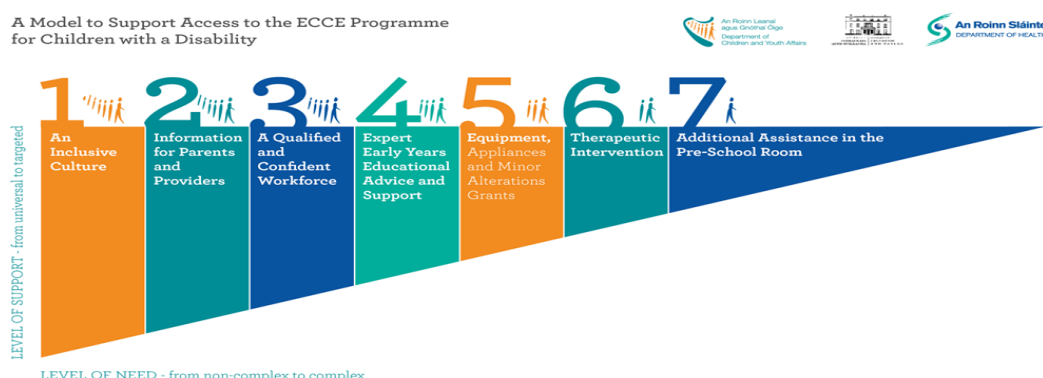 A Model to Support Access to the ECCE Programme
for Children with a Disability
An Roinn Leanaí
agus Gnóthaí Óige
Department of
Children and Youth Affairs
An Roinn Sláinte
DEPARTMENT OF HEALTH
1
An
Inclusive
Culture
2
Information
for Parents
and
Providers
3
A Qualified
and
Confident
Workforce
4
Expert
Early Years
Educational
Advice and
Support
5
Equipment,
Appliances
and Minor
Alterations
Grants
6
Therapeutic
Intervention
7
Additional Assistance in the
Pre-School Room
LEVEL OF SUPPORT - from universal to targeted
LEVEL OF NEED - from non-complex to complex